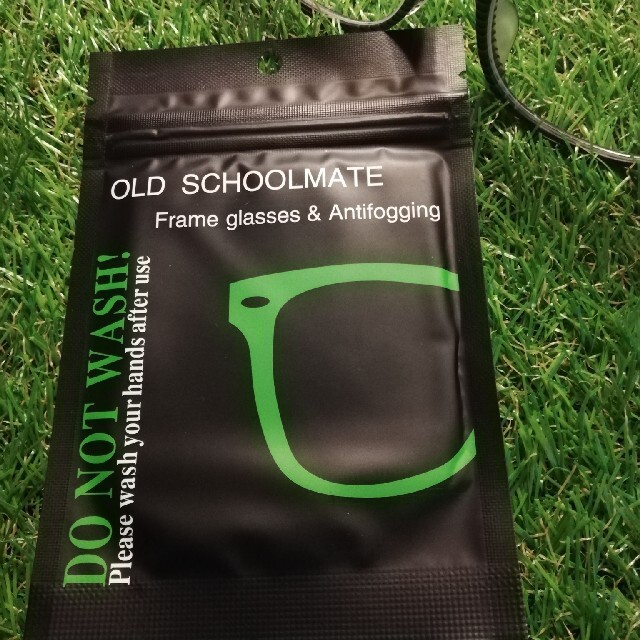 OLD SCHOOLMATE
Frame glasses & Antifogging
DO NOT WASH!
Please wash your hands after use